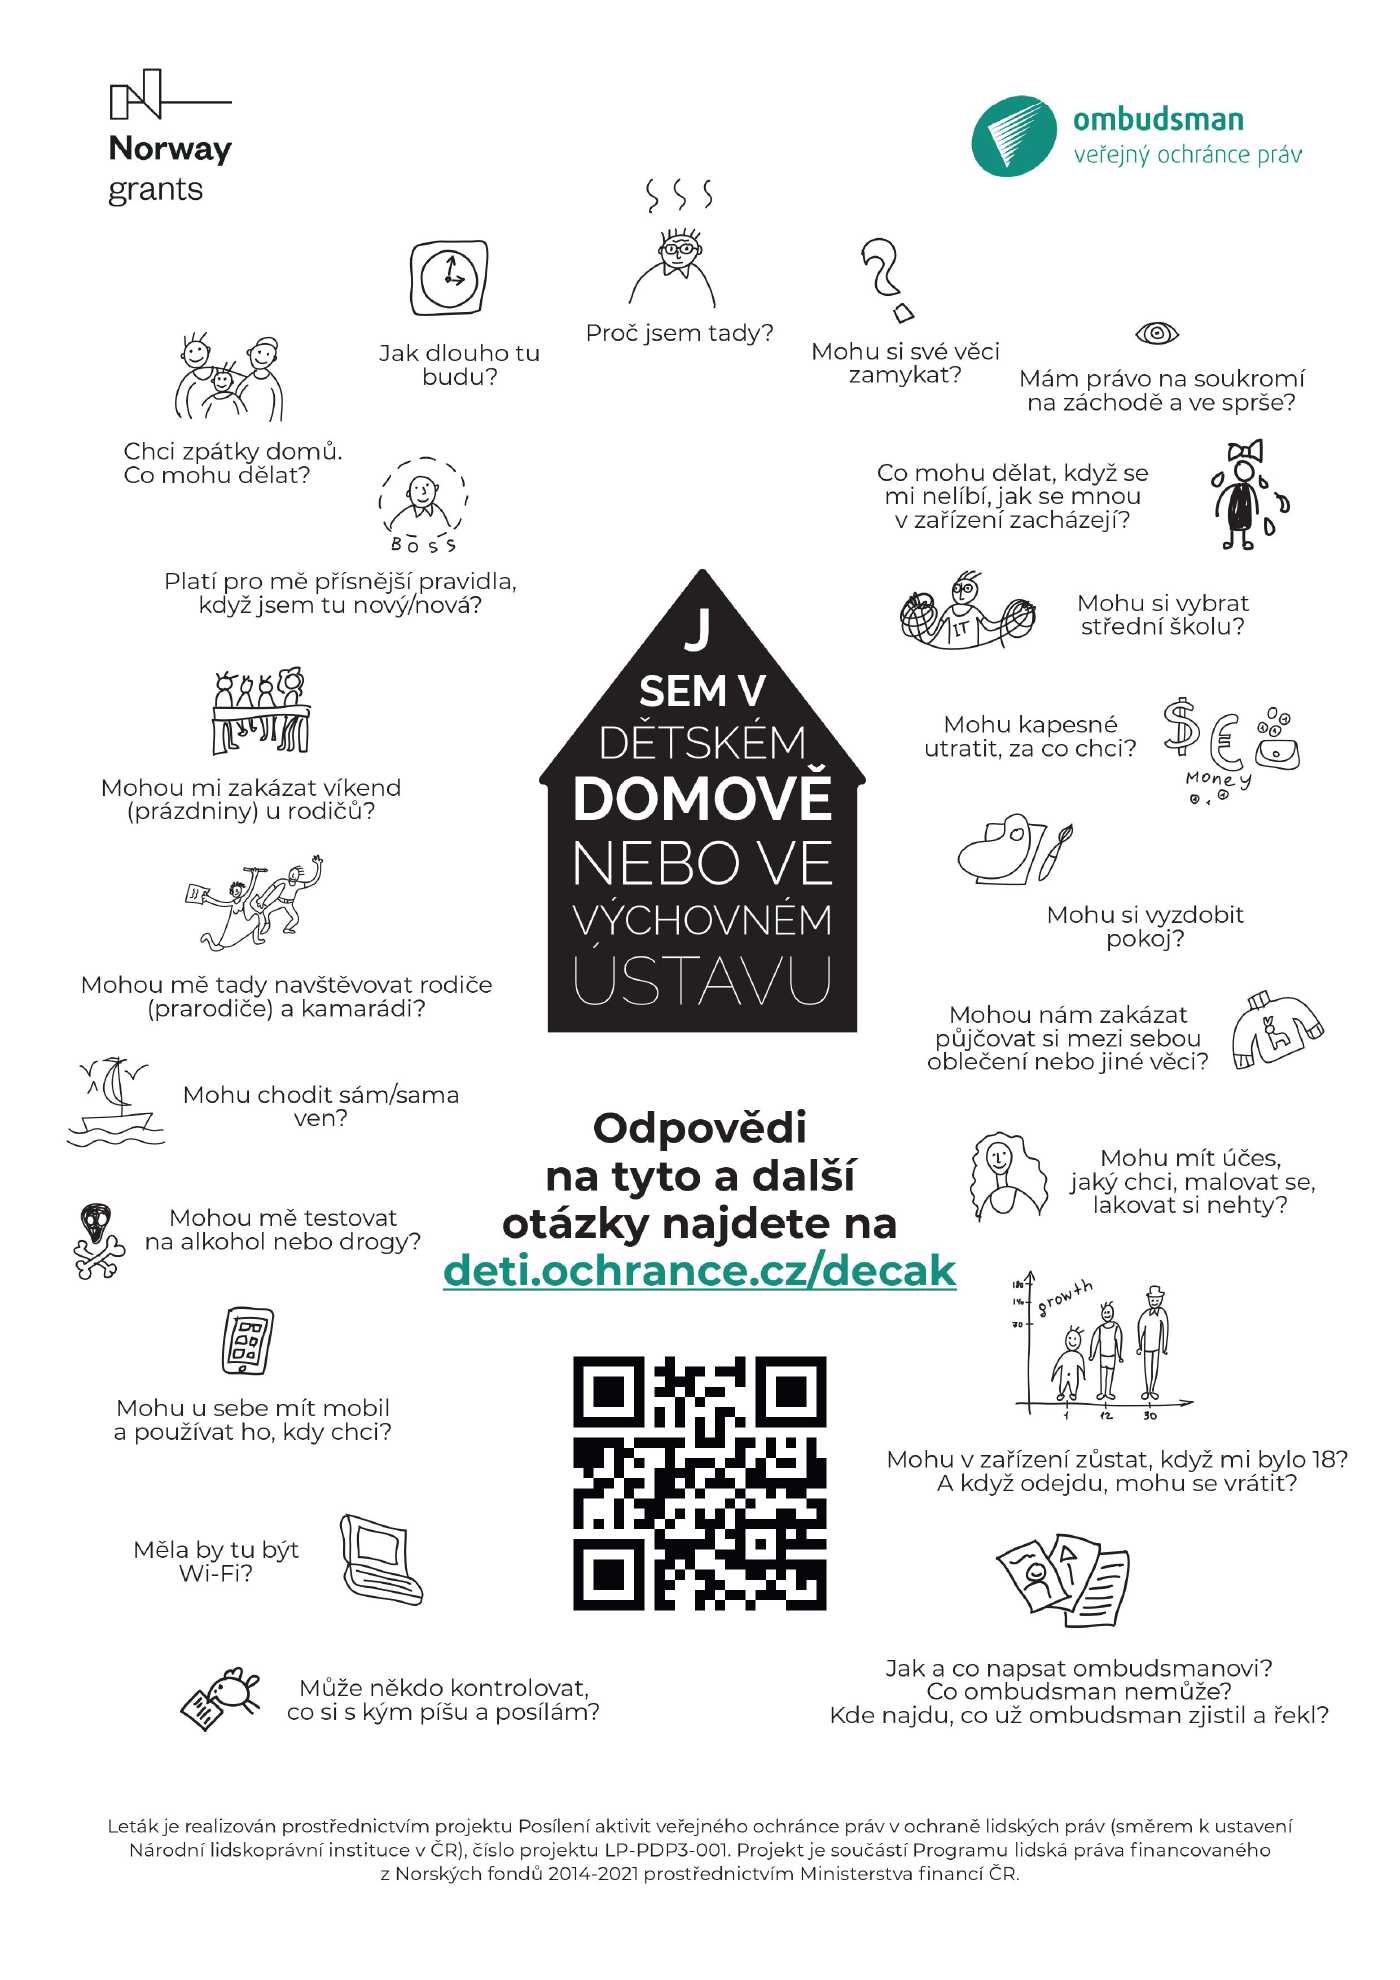 Norway
grants
ombudsman
veřejný ochránce práv
Proč jsem tady?
Jak dlouho tu
budu?
Mohu si své věci
zamykat?
Mám právo na soukromí
na záchodě a ve sprše?
Chci zpátky domů.
Co mohu dělat?
BOSS
Co mohu dělat, když se
mi nelíbí, jak se mnou
v zařízení zacházejí?
Platí pro mě přísnější pravidla,
když jsem tu nový/nová?
IT
Mohu si vybrat
střední školu?
J
SEM V
DĚTSKÉM
DOMOVĚ
NEBO VE
VÝCHOVNÉM
ÚSTAVU
Mohou mi zakázat víkend
(prázdniny) u rodičů?
Mohu kapesné
utratit, za co chci?
$ €
money
Mohu si vyzdobit
pokoj?
Mohou mě tady navštěvovat rodiče
(prarodiče) a kamarádi?
Mohou nám zakázat
půjčovat si mezi sebou
oblečení nebo jiné věci?
Mohu chodit sám/sama
ven?
Odpovědi
na tyto a další
otázky najdete na
deti.ochrance.cz/decak
Mohu mít účes,
jaký chci, malovat se,
lakovat si nehty?
Mohou mě testovat
na alkohol nebo drogy?
growth
180
140
70
1 12 30
Mohu u sebe mít mobil
a používat ho, kdy chci?
Mohu v zařízení zůstat, když mi bylo 18?
A když odejdu, mohu se vrátit?
Měla by tu být
Wi-Fi?
Může někdo kontrolovat,
co si s kým píšu a posílám?
Jak a co napsat ombudsmanovi?
Co ombudsman nemůže?
Kde najdu, co už ombudsman zjistil a řekl?
Leták je realizován prostřednictvím projektu Posílení aktivit veřejného ochránce práv v ochraně lidských práv (směrem k ustavení
Národní lidskoprávní instituce v ČR), číslo projektu LP-PDP3-001. Projekt je součástí Programu lidská práva financovaného
z Norských fondů 2014-2021 prostřednictvím Ministerstva financí ČR.